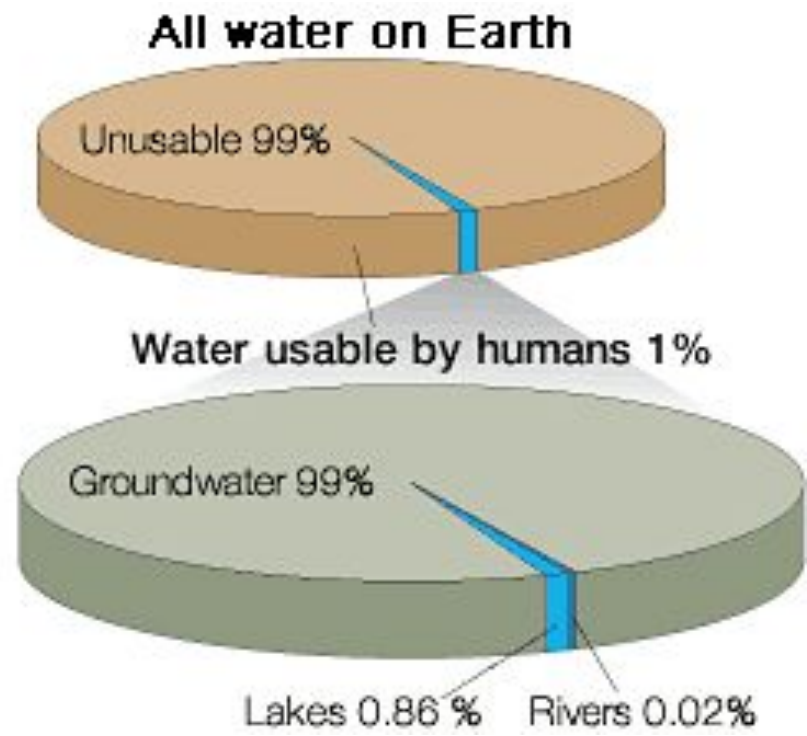 All water on Earth
Unusable 99%
Water usable by humans 1%
Groundwater 99%
Lakes 0.86 % Rivers 0.02%